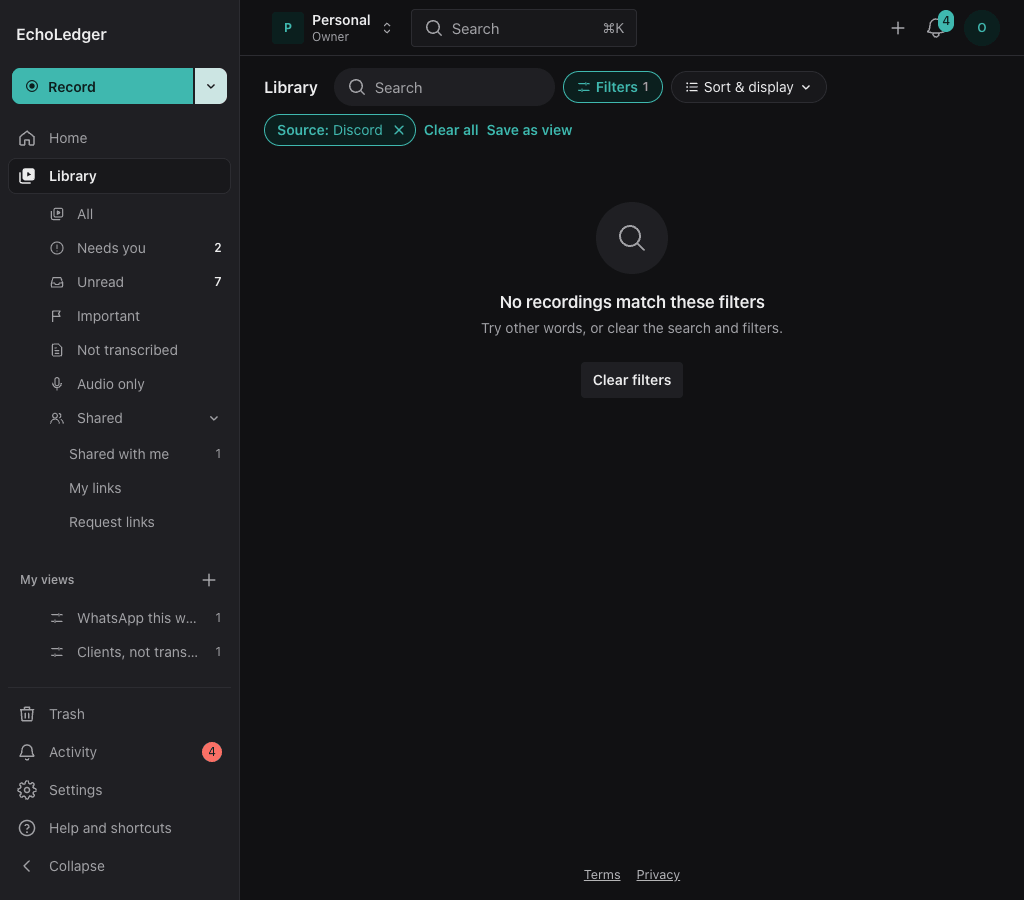 EchoLedger
Record
Home
Library
All
Needs you 2
Unread 7
Important
Not transcribed
Audio only
Shared
Shared with me 1
My links
Request links
My views
WhatsApp this w... 1
Clients, not trans... 1
Trash
Activity 4
Settings
Help and shortcuts
Collapse
P Personal
Owner
Search ⌘K
4
O
Library
Search
Filters 1
Sort & display
Source: Discord
Clear all
Save as view
No recordings match these filters
Try other words, or clear the search and filters.
Clear filters
Terms Privacy